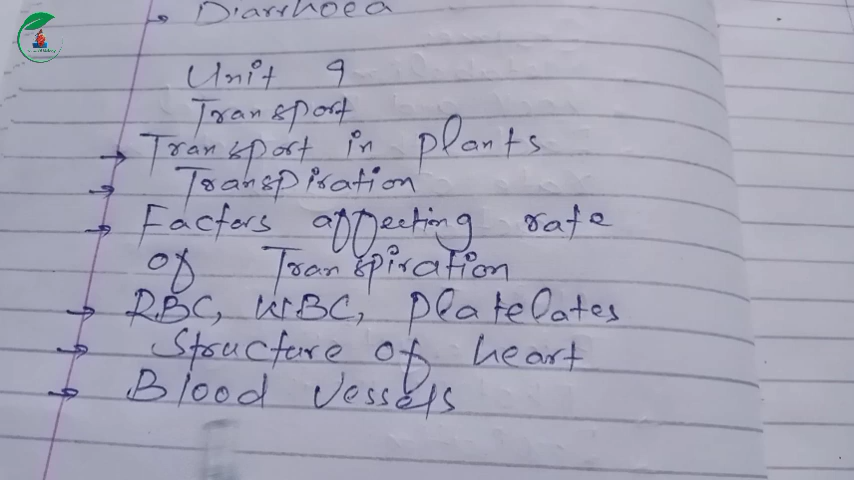 → Diarrhoea
Unit 9
Transport
→ Transport in plants
→ Transpiration
→ Factors affecting rate
of Transpiration
→ RBC, WBC, Platelates
→ Structure of heart
→ Blood Vessels